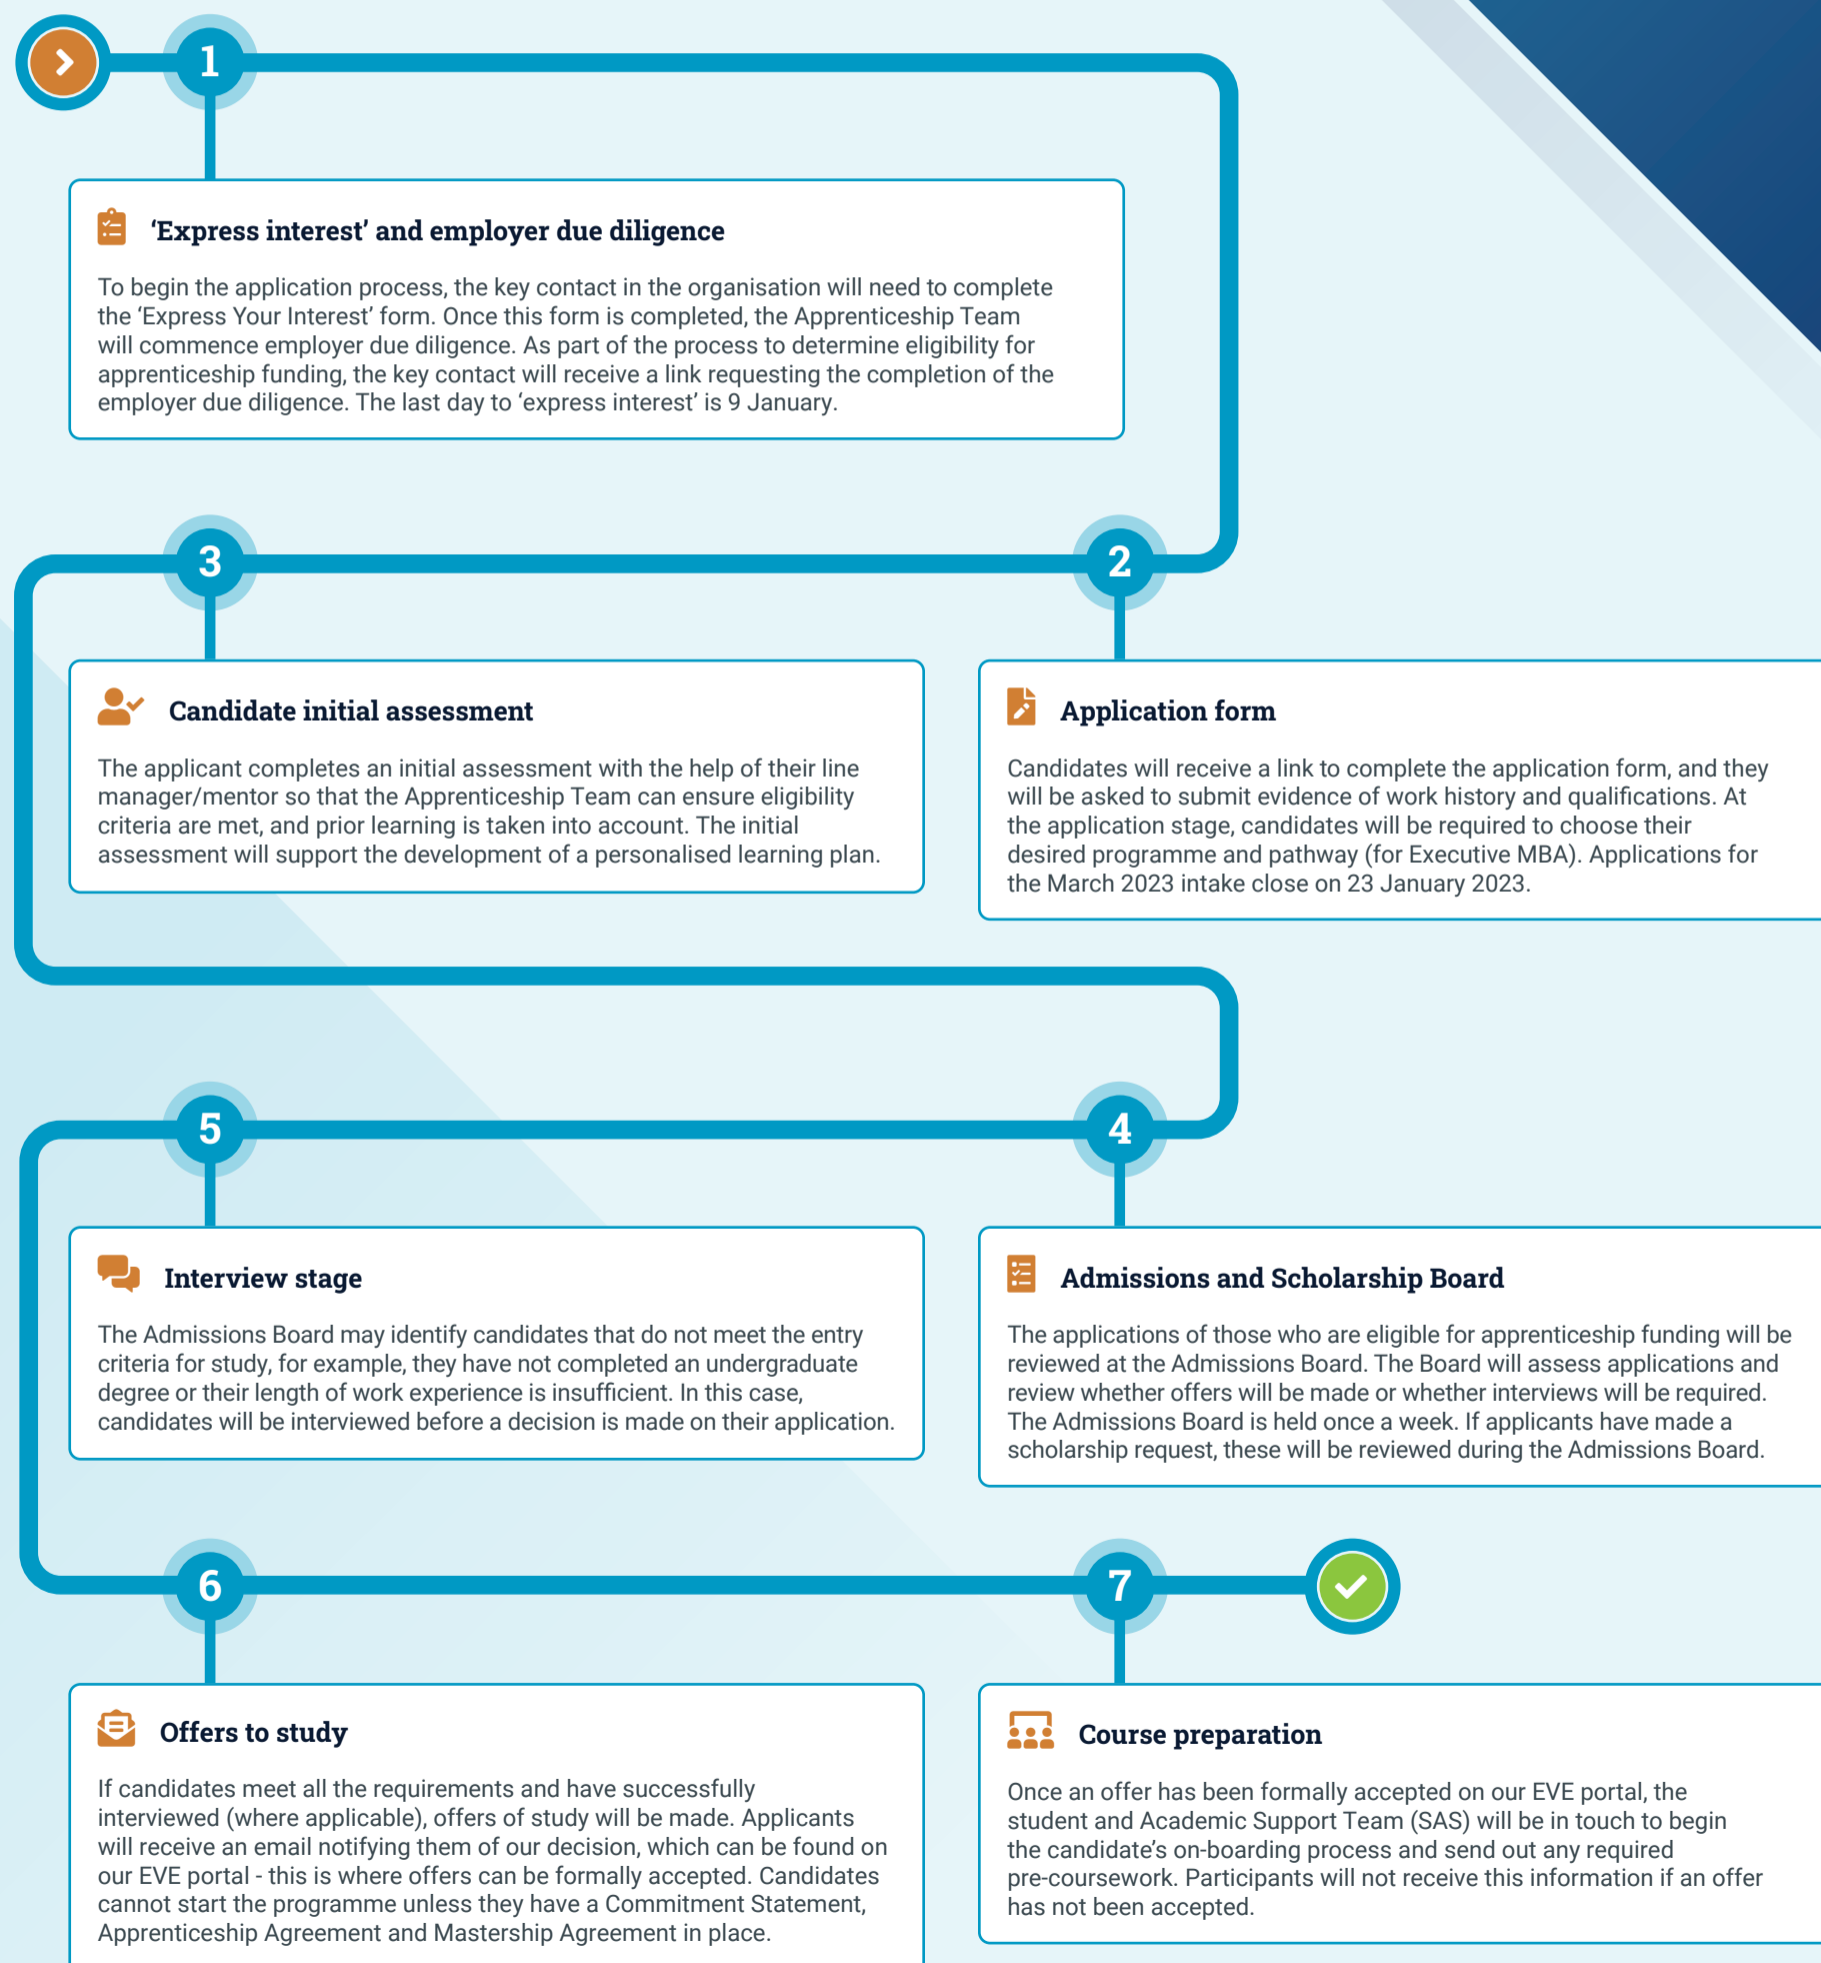 1
‘Express interest’ and employer due diligence
To begin the application process, the key contact in the organisation will need to complete
the ‘Express Your Interest’ form. Once this form is completed, the Apprenticeship Team
will commence employer due diligence. As part of the process to determine eligibility for
apprenticeship funding, the key contact will receive a link requesting the completion of the
employer due diligence. The last day to ‘express interest’ is 9 January.
2
Application form
Candidates will receive a link to complete the application form, and they
will be asked to submit evidence of work history and qualifications. At
the application stage, candidates will be required to choose their
desired programme and pathway (for Executive MBA). Applications for
the March 2023 intake close on 23 January 2023.
3
Candidate initial assessment
The applicant completes an initial assessment with the help of their line
manager/mentor so that the Apprenticeship Team can ensure eligibility
criteria are met, and prior learning is taken into account. The initial
assessment will support the development of a personalised learning plan.
4
Admissions and Scholarship Board
The applications of those who are eligible for apprenticeship funding will be
reviewed at the Admissions Board. The Board will assess applications and
review whether offers will be made or whether interviews will be required.
The Admissions Board is held once a week. If applicants have made a
scholarship request, these will be reviewed during the Admissions Board.
5
Interview stage
The Admissions Board may identify candidates that do not meet the entry
criteria for study, for example, they have not completed an undergraduate
degree or their length of work experience is insufficient. In this case,
candidates will be interviewed before a decision is made on their application.
6
Offers to study
If candidates meet all the requirements and have successfully
interviewed (where applicable), offers of study will be made. Applicants
will receive an email notifying them of our decision, which can be found on
our EVE portal - this is where offers can be formally accepted. Candidates
cannot start the programme unless they have a Commitment Statement,
Apprenticeship Agreement and Mastership Agreement in place.
7
Course preparation
Once an offer has been formally accepted on our EVE portal, the
student and Academic Support Team (SAS) will be in touch to begin
the candidate’s on-boarding process and send out any required
pre-coursework. Participants will not receive this information if an offer
has not been accepted.